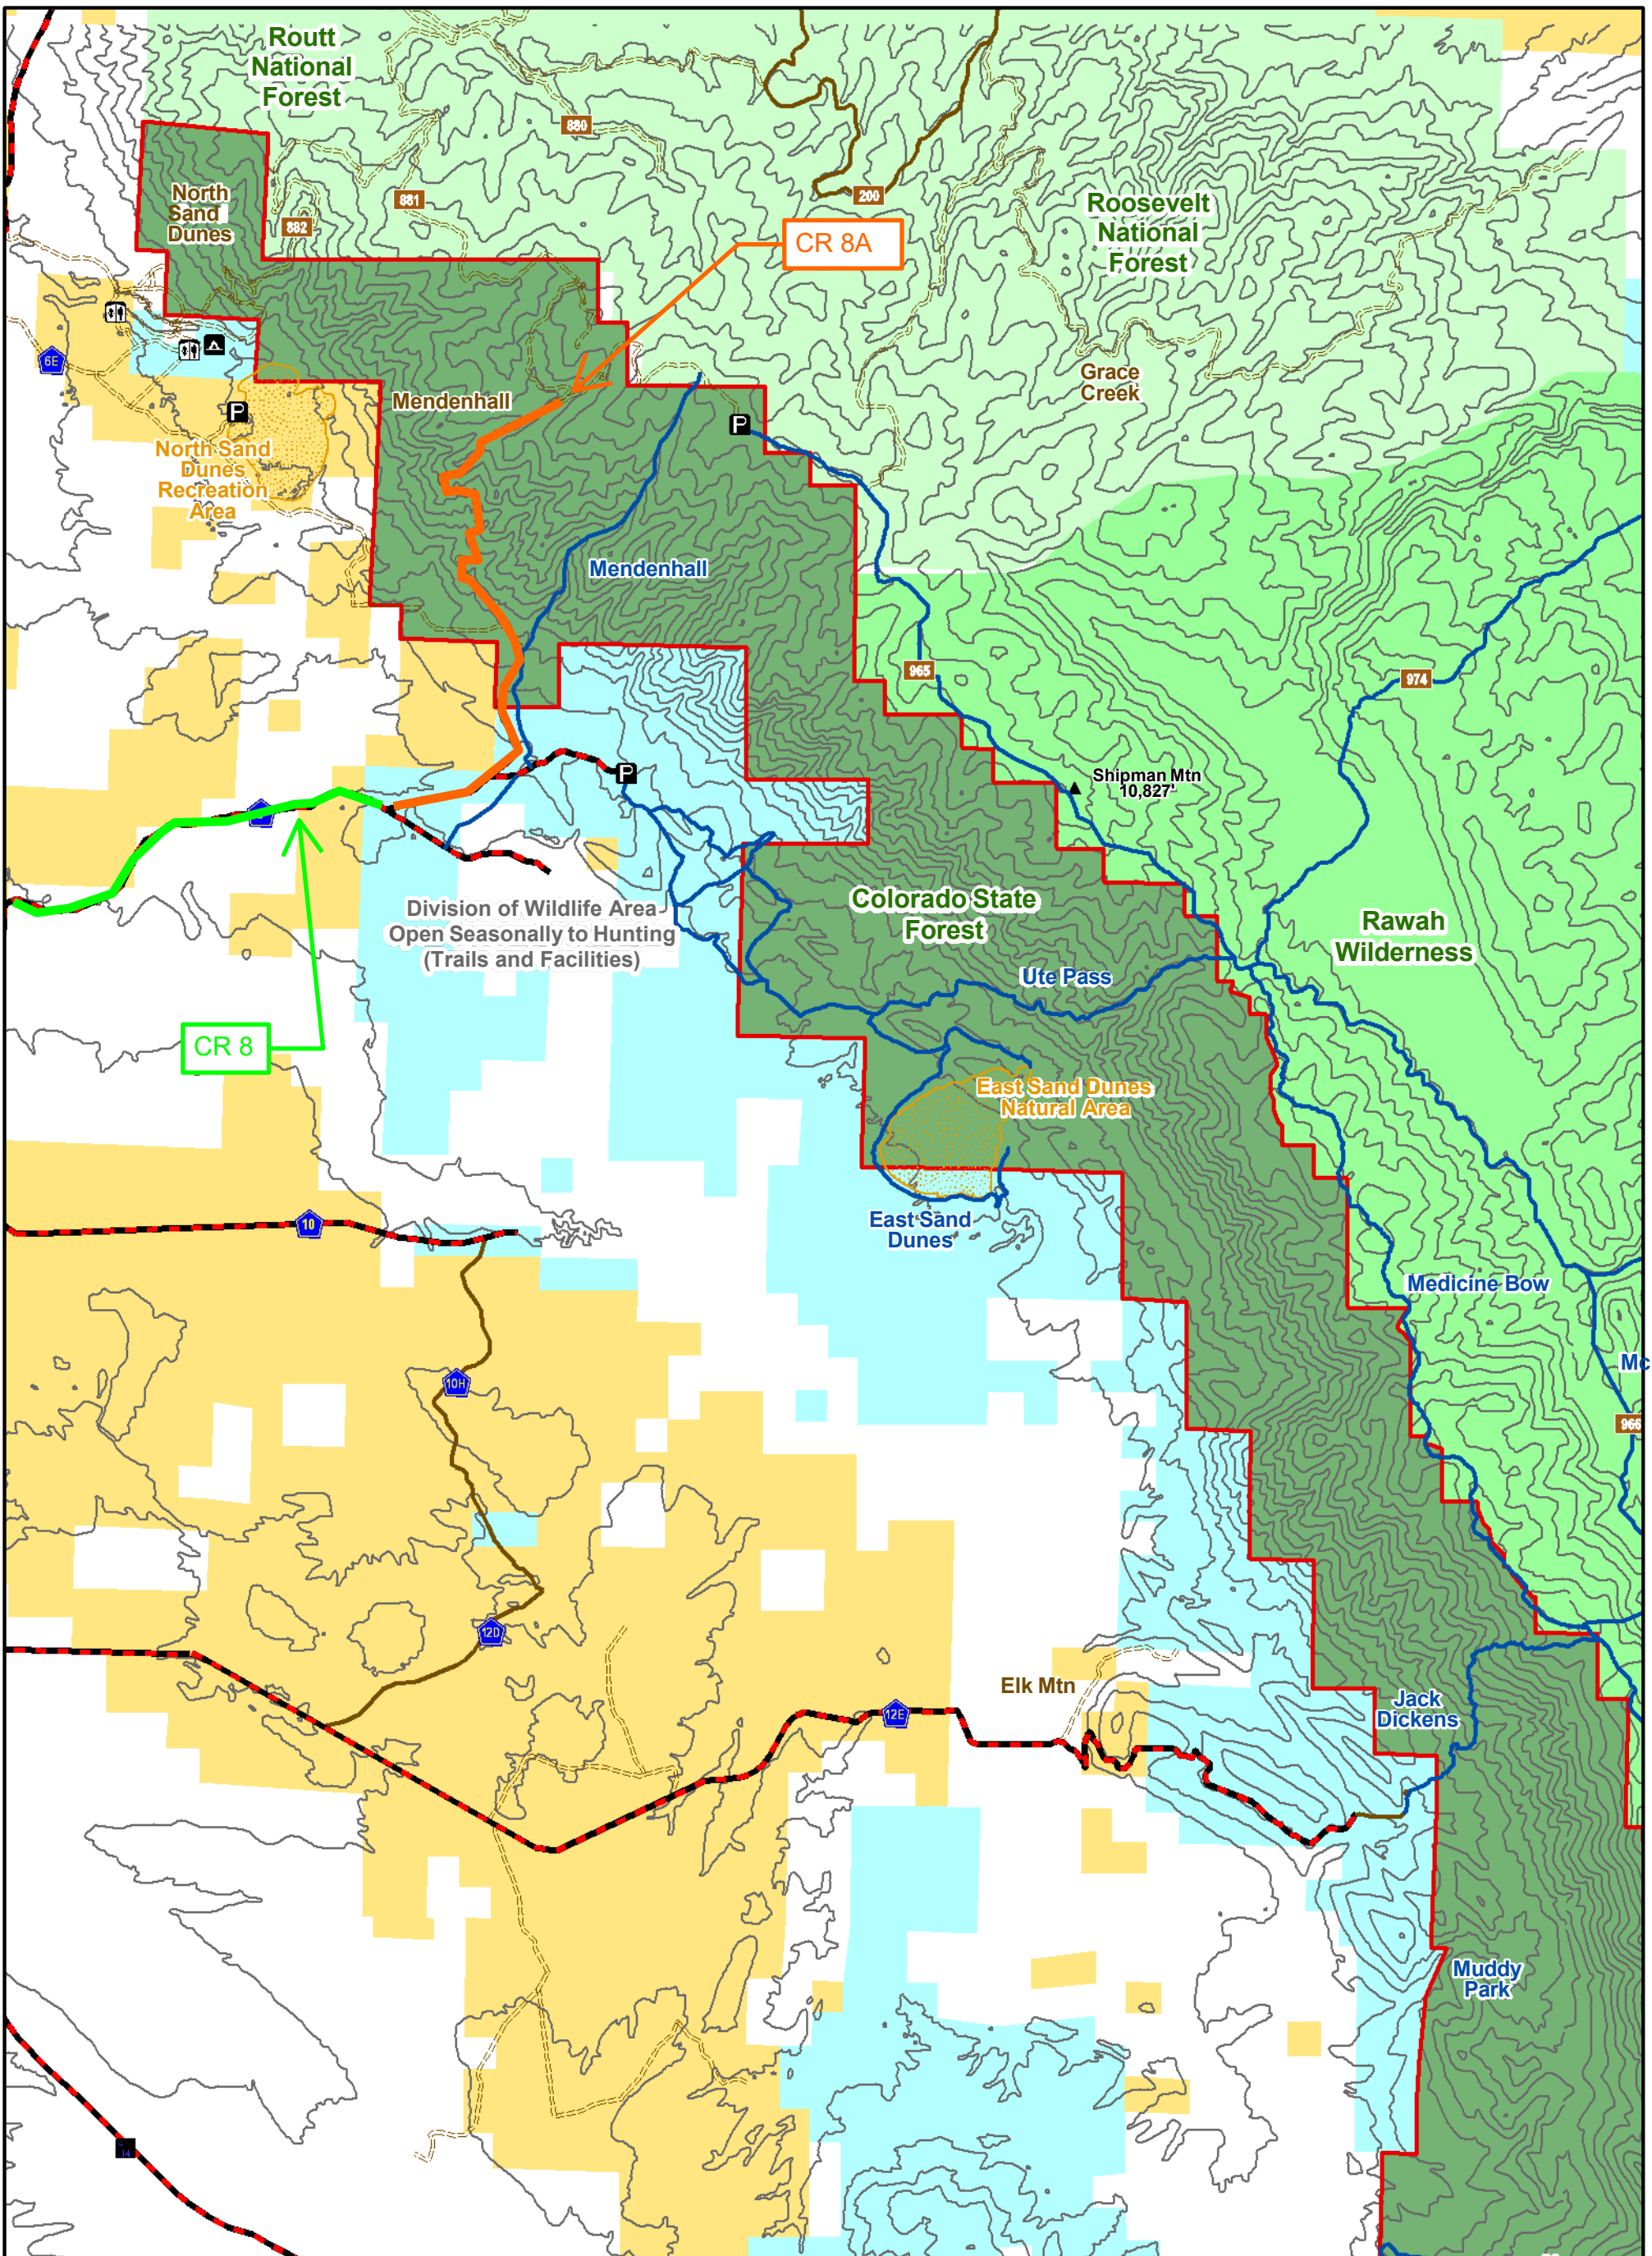 Routt
National
Forest
880
North
Sand
Dunes
881
882
200
Roosevelt
National
Forest
CR 8A
6E
Grace
Creek
Mendenhall
North Sand
Dunes
Recreation
Area
P
P
Mendenhall
965
974
P
Shipman Mtn
10,827'
Division of Wildlife Area
Open Seasonally to Hunting
(Trails and Facilities)
Colorado State
Forest
Rawah
Wilderness
Ute Pass
CR 8
East Sand Dunes
Natural Area
10
East Sand
Dunes
Medicine Bow
Mc
10H
966
12D
Elk Mtn
12E
Jack
Dickens
Muddy
Park
14